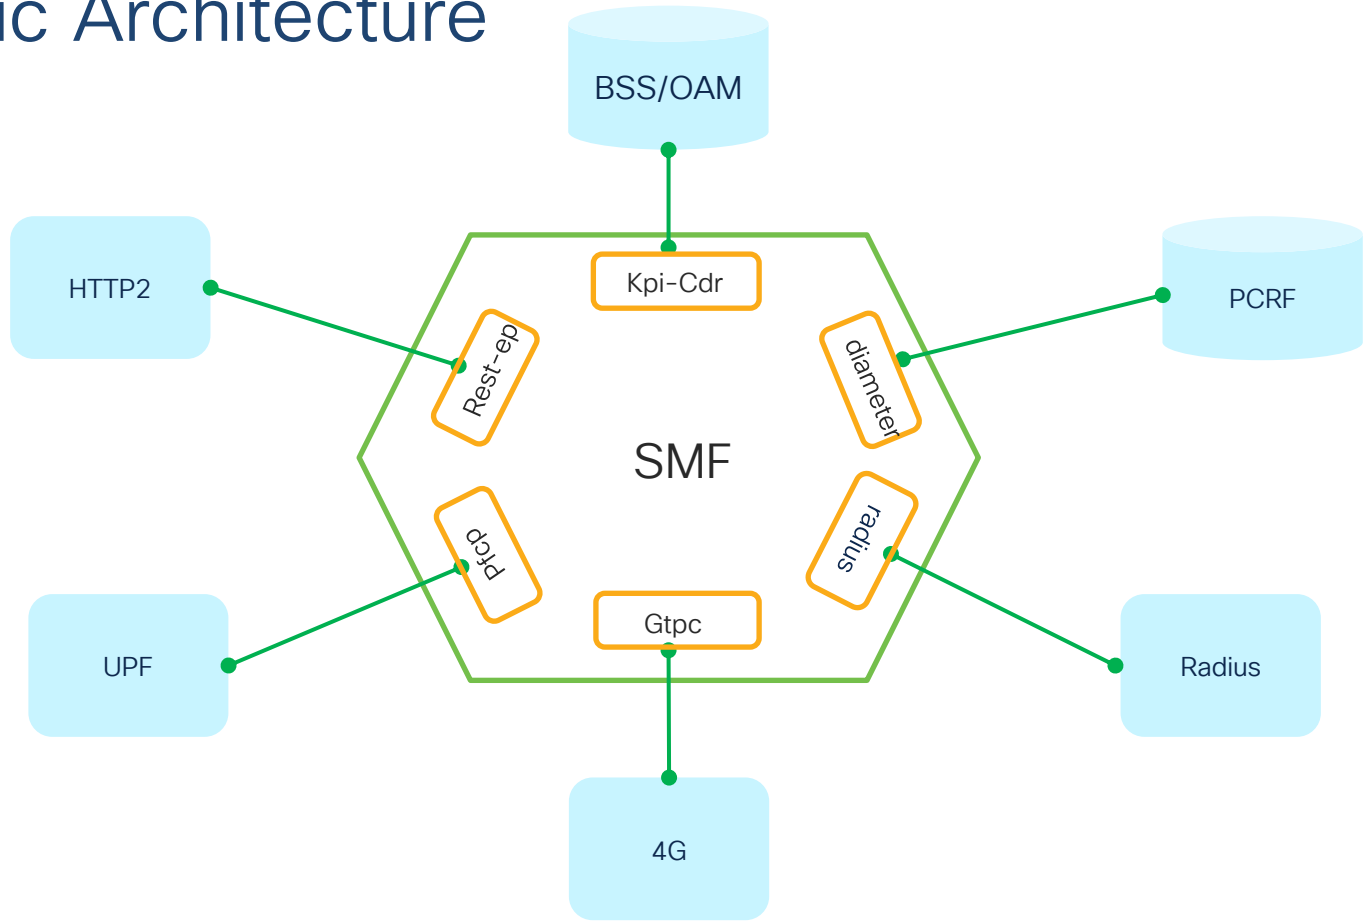 ic Architecture
BSS/OAM
HTTP2
PCRF
Kpi-Cdr
Rest-ep
diameter
SMF
Pfcp
radius
Gtpc
UPF
Radius
4G